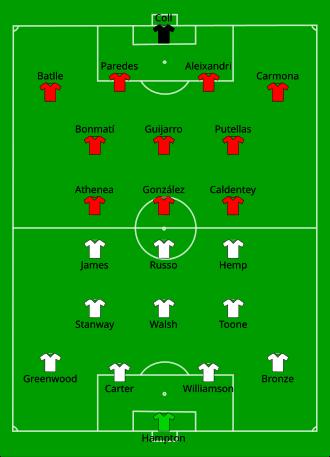 Coll
Batlle Paredes Aleixandri Carmona
Bonmatí Guijarro Putellas
Athenea González Caldentey
James Russo Hemp
Stanway Walsh Toone
Greenwood Carter Williamson Bronze
Hampton